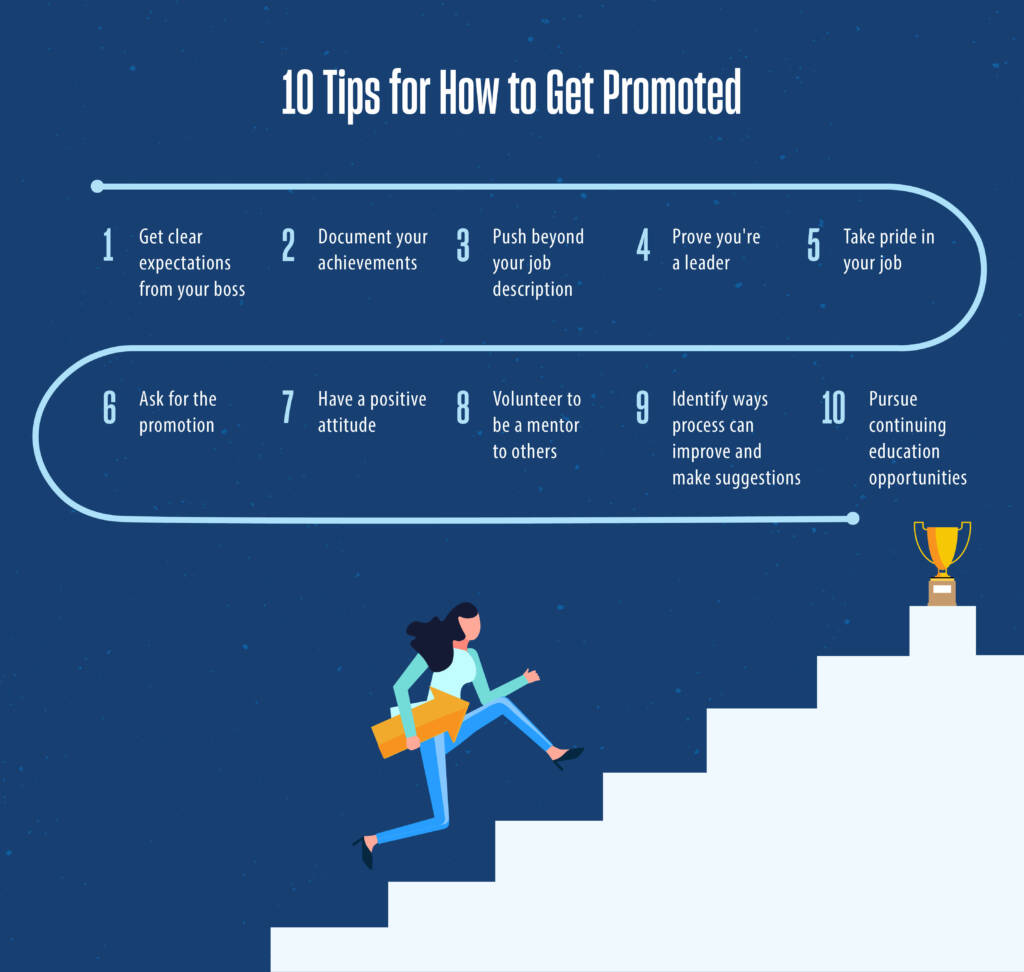 10 Tips for How to Get Promoted
1 Get clear
expectations
from your boss
2 Document your
achievements
3 Push beyond
your job
description
4 Prove you're
a leader
5 Take pride in
your job
6 Ask for the
promotion
7 Have a positive
attitude
8 Volunteer to
be a mentor
to others
9 Identify ways
process can
improve and
make suggestions
10 Pursue
continuing
education
opportunities